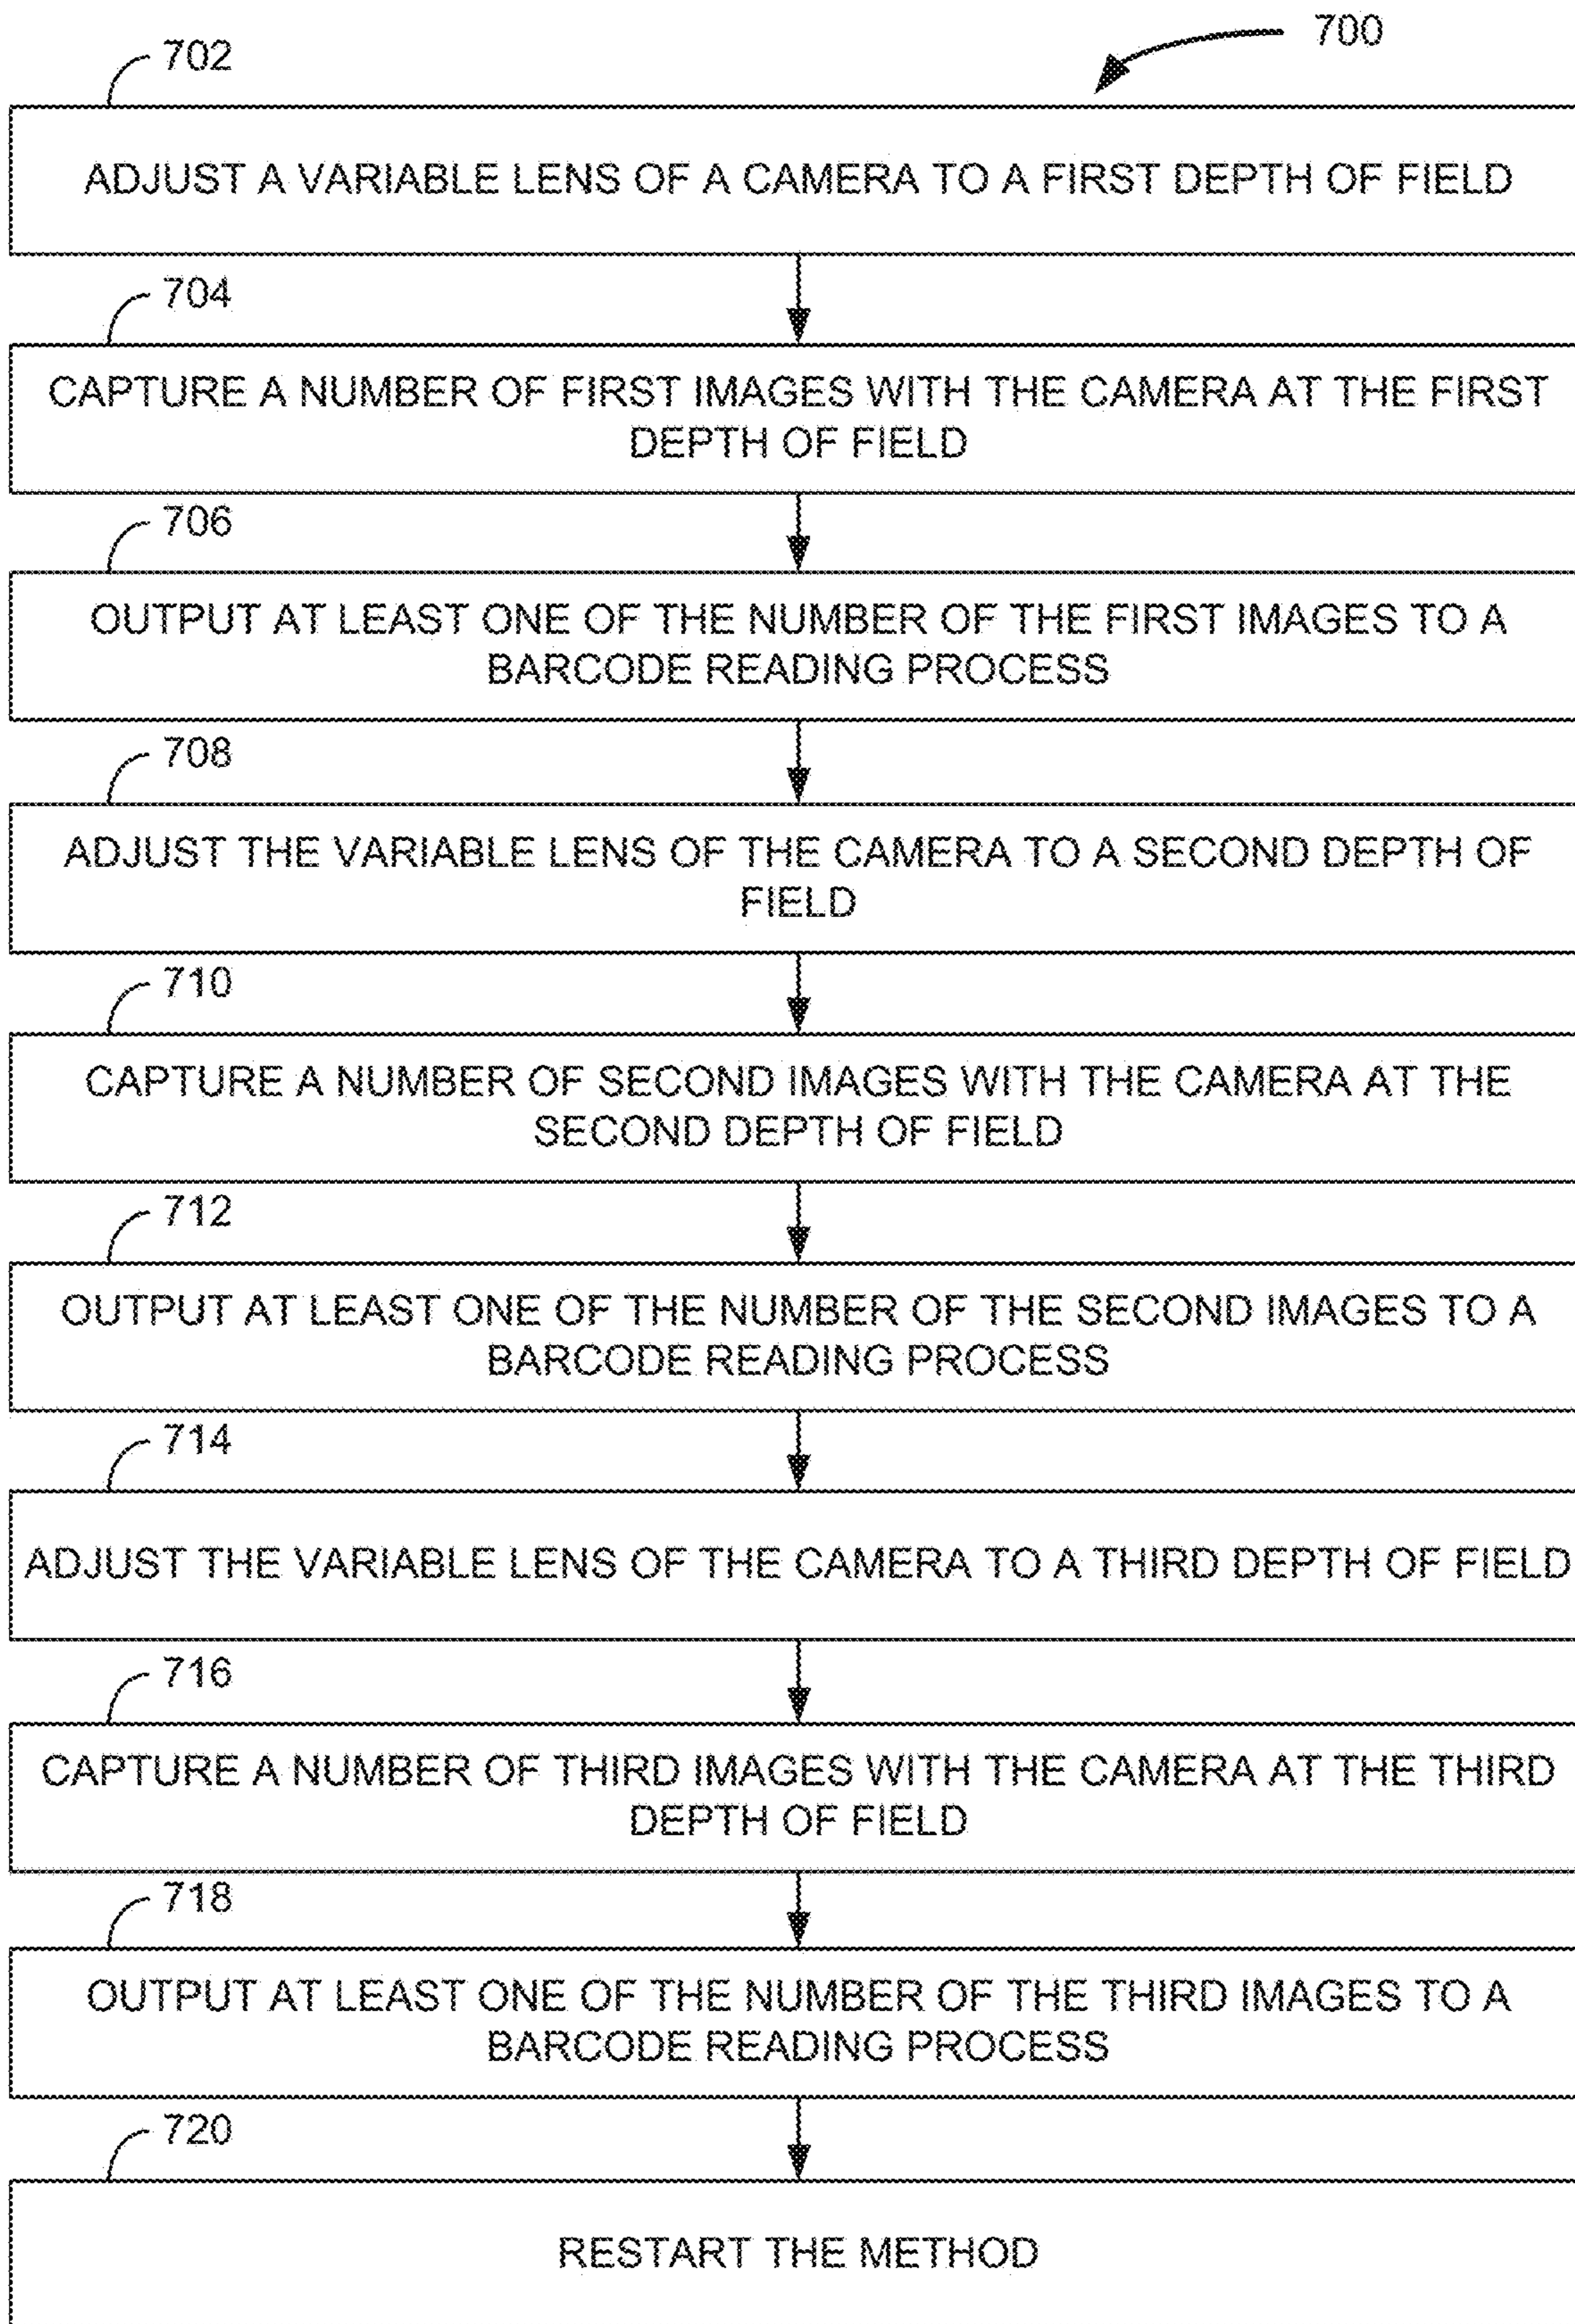 700
702
ADJUST A VARIABLE LENS OF A CAMERA TO A FIRST DEPTH OF FIELD
704
CAPTURE A NUMBER OF FIRST IMAGES WITH THE CAMERA AT THE FIRST
DEPTH OF FIELD
706
OUTPUT AT LEAST ONE OF THE NUMBER OF THE FIRST IMAGES TO A
BARCODE READING PROCESS
708
ADJUST THE VARIABLE LENS OF THE CAMERA TO A SECOND DEPTH OF
FIELD
710
CAPTURE A NUMBER OF SECOND IMAGES WITH THE CAMERA AT THE
SECOND DEPTH OF FIELD
712
OUTPUT AT LEAST ONE OF THE NUMBER OF THE SECOND IMAGES TO A
BARCODE READING PROCESS
714
ADJUST THE VARIABLE LENS OF THE CAMERA TO A THIRD DEPTH OF FIELD
716
CAPTURE A NUMBER OF THIRD IMAGES WITH THE CAMERA AT THE THIRD
DEPTH OF FIELD
718
OUTPUT AT LEAST ONE OF THE NUMBER OF THE THIRD IMAGES TO A
BARCODE READING PROCESS
720
RESTART THE METHOD